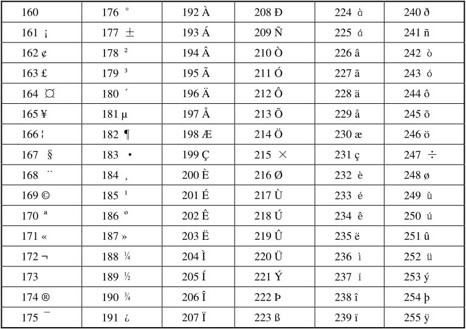 160 176 ° 192 À 208 Ð 224 à 240 ð
161 ¡ 177 ± 193 Á 209 Ñ 225 á 241 ñ
162 ¢ 178 ² 194 Â 210 Ò 226 â 242 ò
163 £ 179 ³ 195 Ã 211 Ó 227 ã 243 ó
164 ¤ 180 ´ 196 Ä 212 Ô 228 ä 244 ô
165 ¥ 181 µ 197 Å 213 Õ 229 å 245 õ
166 ¦ 182 ¶ 198 Æ 214 Ö 230 æ 246 ö
167 § 183 • 199 Ç 215 × 231 ç 247 ÷
168 ¨ 184 ¸ 200 È 216 Ø 232 è 248 ø
169 © 185 ¹ 201 É 217 Ù 233 é 249 ù
170 ª 186 º 202 Ê 218 Ú 234 ê 250 ú
171 « 187 » 203 Ë 219 Û 235 ë 251 û
172 ¬ 188 ¼ 204 Ì 220 Ü 236 ì 252 ü
173 189 ½ 205 Í 221 Ý 237 í 253 ý
174 ® 190 ¾ 206 Î 222 Þ 238 î 254 þ
175 ¯ 191 ¿ 207 Ï 223 ß 239 ï 255 ÿ